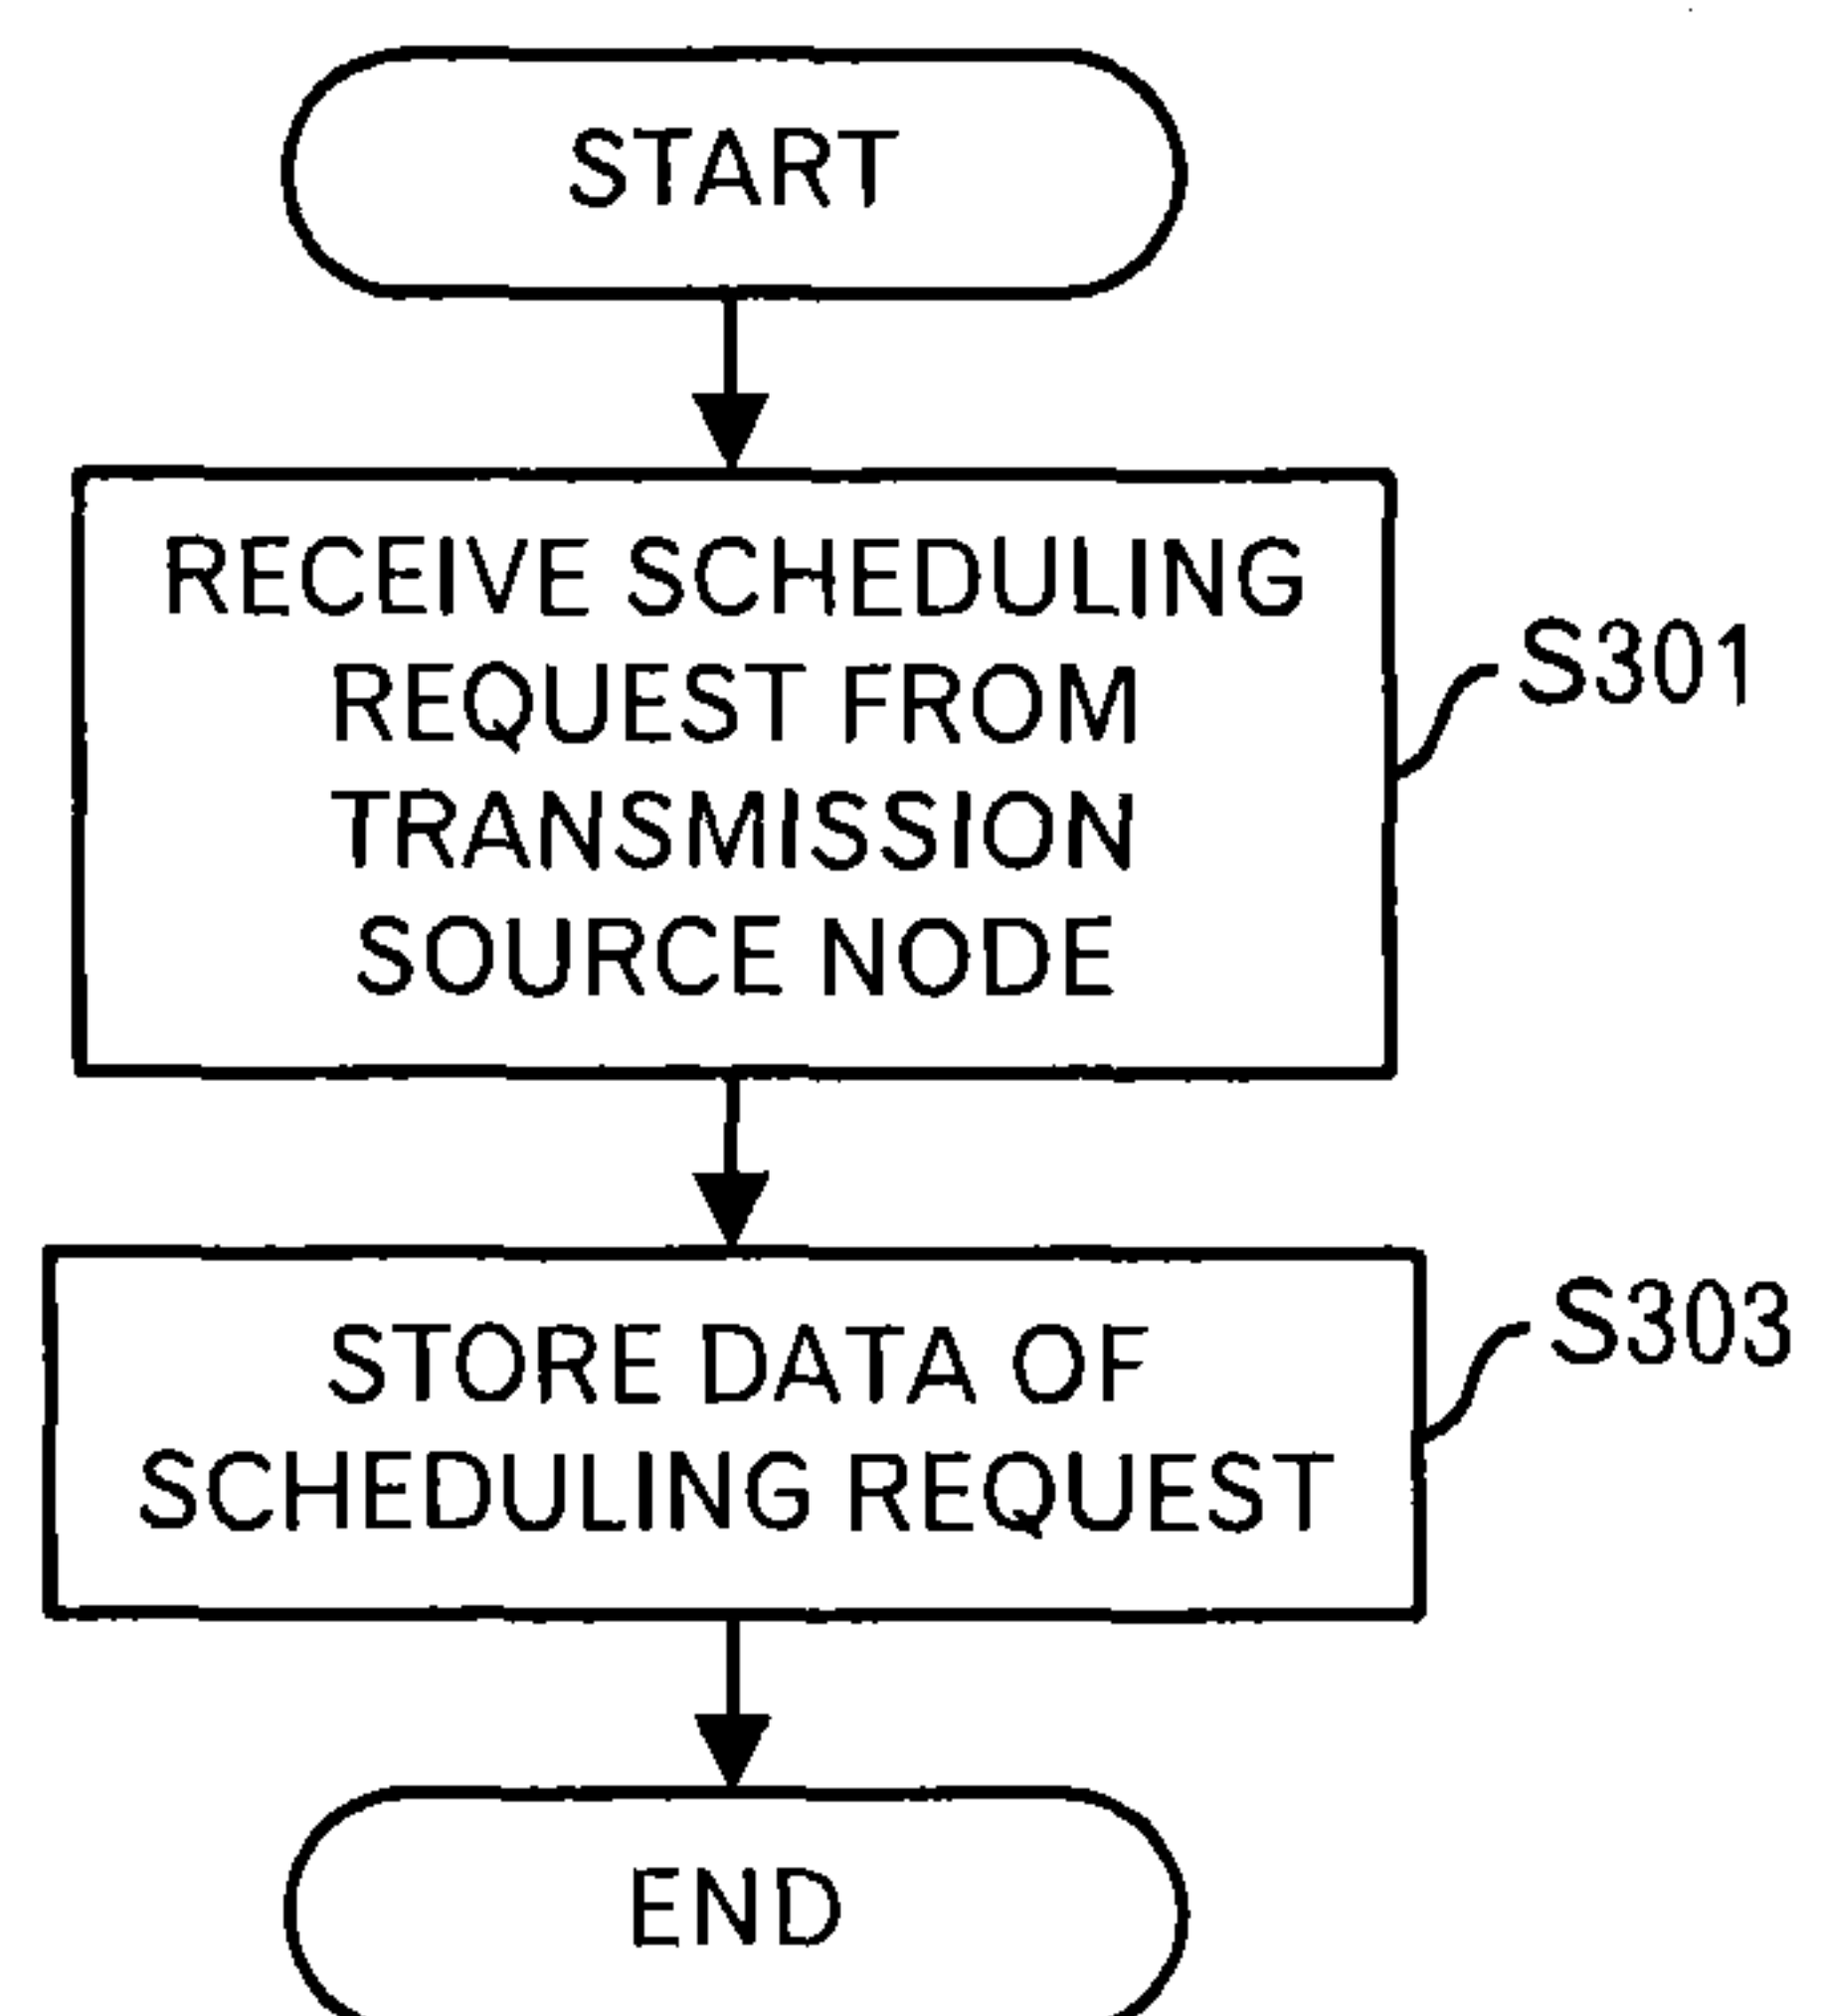 START
RECEIVE SCHEDULING
REQUEST FROM
TRANSMISSION
SOURCE NODE
S301
STORE DATA OF
SCHEDULING REQUEST
S303
END